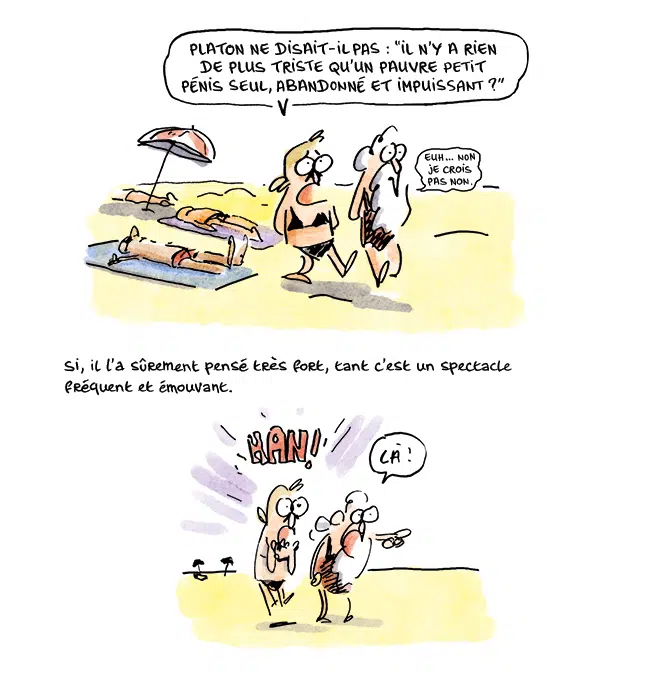 PLATON NE DISAIT-IL PAS : "IL N'Y A RIEN
DE PLUS TRISTE QU'UN PAUVRE PETIT
PÉNIS SEUL, ABANDONNÉ ET IMPUISSANT ?"
EUH... NON
JE CROIS
PAS NON.
Si, il l'a sûrement pensé très fort, tant c'est un spectacle
fréquent et émouvant.
HAN!
LÀ!